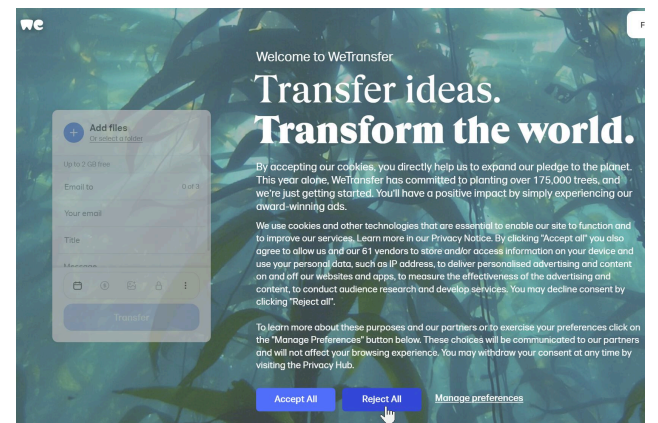 we
F
Welcome to WeTransfer
Transfer ideas.
Transform the world.
Add files
Or select a folder
Up to 2 GB free
Email to
0 of 3
Your email
Title
Message
Transfer
By accepting our cookies, you directly help us to expand our pledge to the planet.
This year alone, WeTransfer has committed to planting over 175,000 trees, and
we're just getting started. You'll have a positive impact by simply experiencing our
award-winning ads.
We use cookies and other technologies that are essential to enable our site to function and
to improve our services. Learn more in our Privacy Notice. By clicking "Accept all" you also
agree to allow us and our 61 vendors to store and/or access information on your device and
use your personal data, such as IP address, to deliver personalised advertising and content
on and off our websites and apps, to measure the effectiveness of the advertising and
content, to conduct audience research and develop services. You may decline consent by
clicking "Reject all".
To learn more about these purposes and our partners or to exercise your preferences click on
the "Manage Preferences" button below. These choices will be communicated to our partners
and will not affect your browsing experience. You may withdraw your consent at any time by
visiting the Privacy Hub.
Accept All
Reject All
Manage preferences